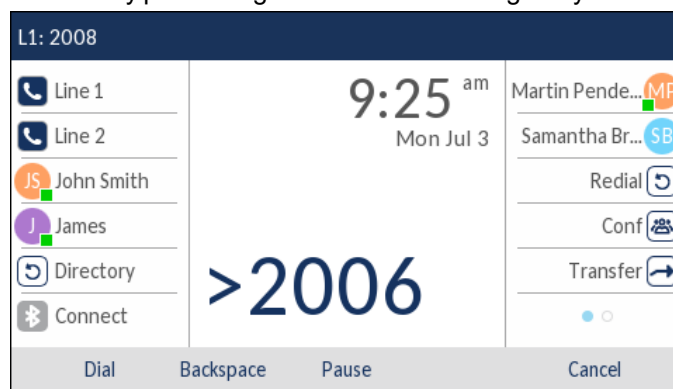 L1: 2008
Line 1
Line 2
JS John Smith
J James
Directory
Connect
9:25 am
Mon Jul 3
>2006
Martin Pende... MP
Samantha Br... SB
Redial
Conf
Transfer
Dial Backspace Pause Cancel